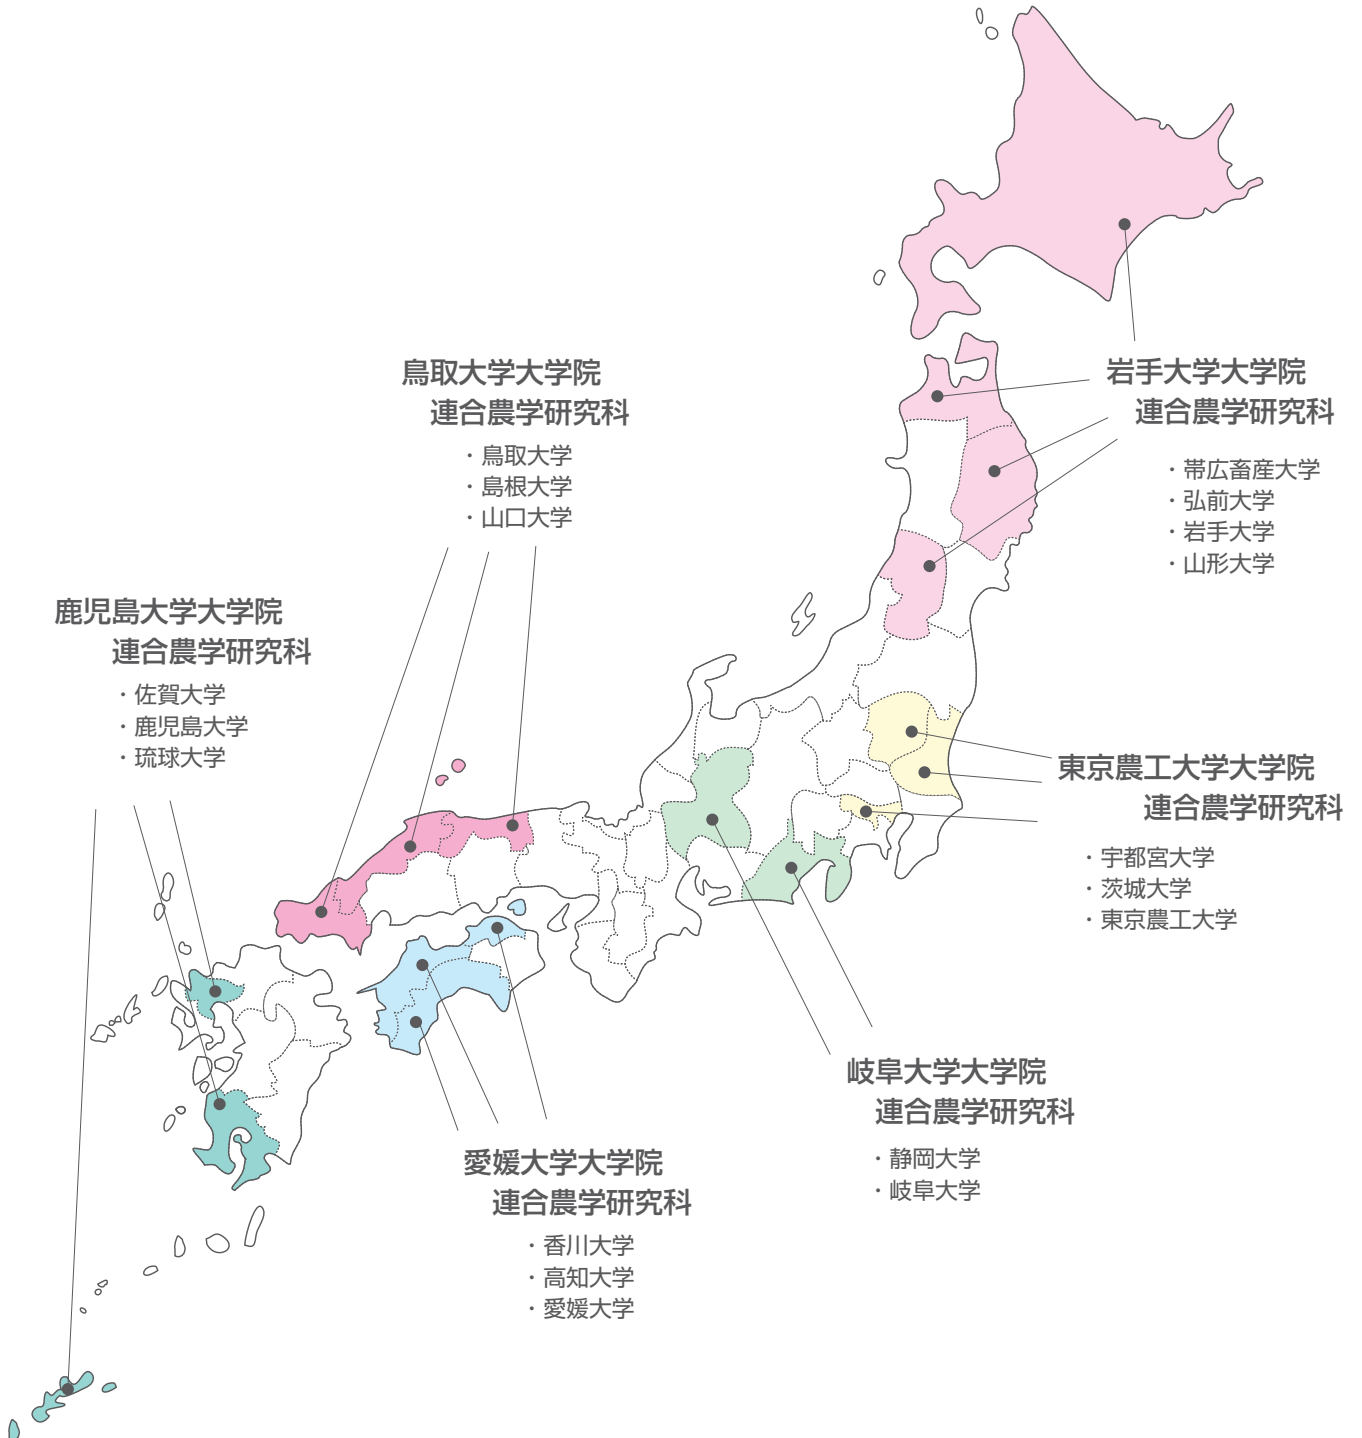 鳥取大学大学院
連合農学研究科
・鳥取大学
・島根大学
・山口大学
岩手大学大学院
連合農学研究科
・帯広畜産大学
・弘前大学
・岩手大学
・山形大学
鹿児島大学大学院
連合農学研究科
・佐賀大学
・鹿児島大学
・琉球大学
東京農工大学大学院
連合農学研究科
・宇都宮大学
・茨城大学
・東京農工大学
岐阜大学大学院
連合農学研究科
・静岡大学
・岐阜大学
愛媛大学大学院
連合農学研究科
・香川大学
・高知大学
・愛媛大学